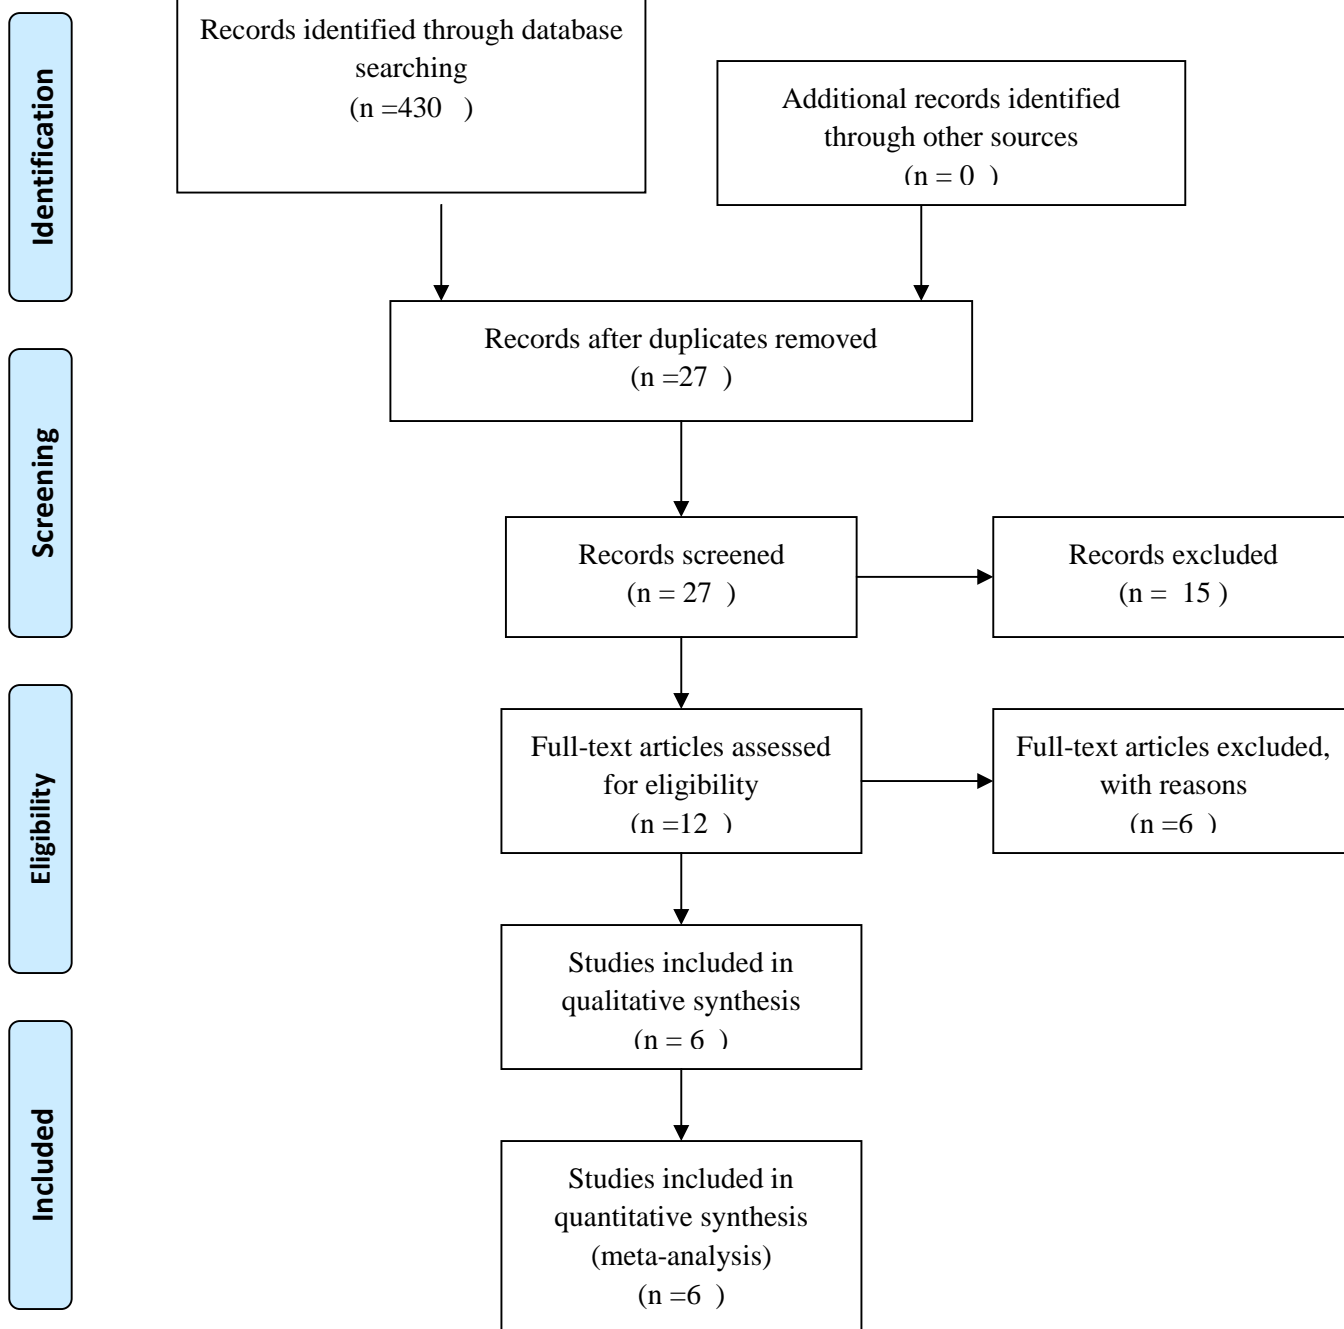 Identification
Records identified through database
searching
(n =430   )
Additional records identified
through other sources
(n = 0  )
Records after duplicates removed
(n =27  )
Screening
Records screened
(n = 27  )
Records excluded
(n =  15 )
Eligibility
Full-text articles assessed
for eligibility
(n =12  )
Full-text articles excluded,
with reasons
(n =6  )
Studies included in
qualitative synthesis
(n = 6  )
Included
Studies included in
quantitative synthesis
(meta-analysis)
(n =6  )